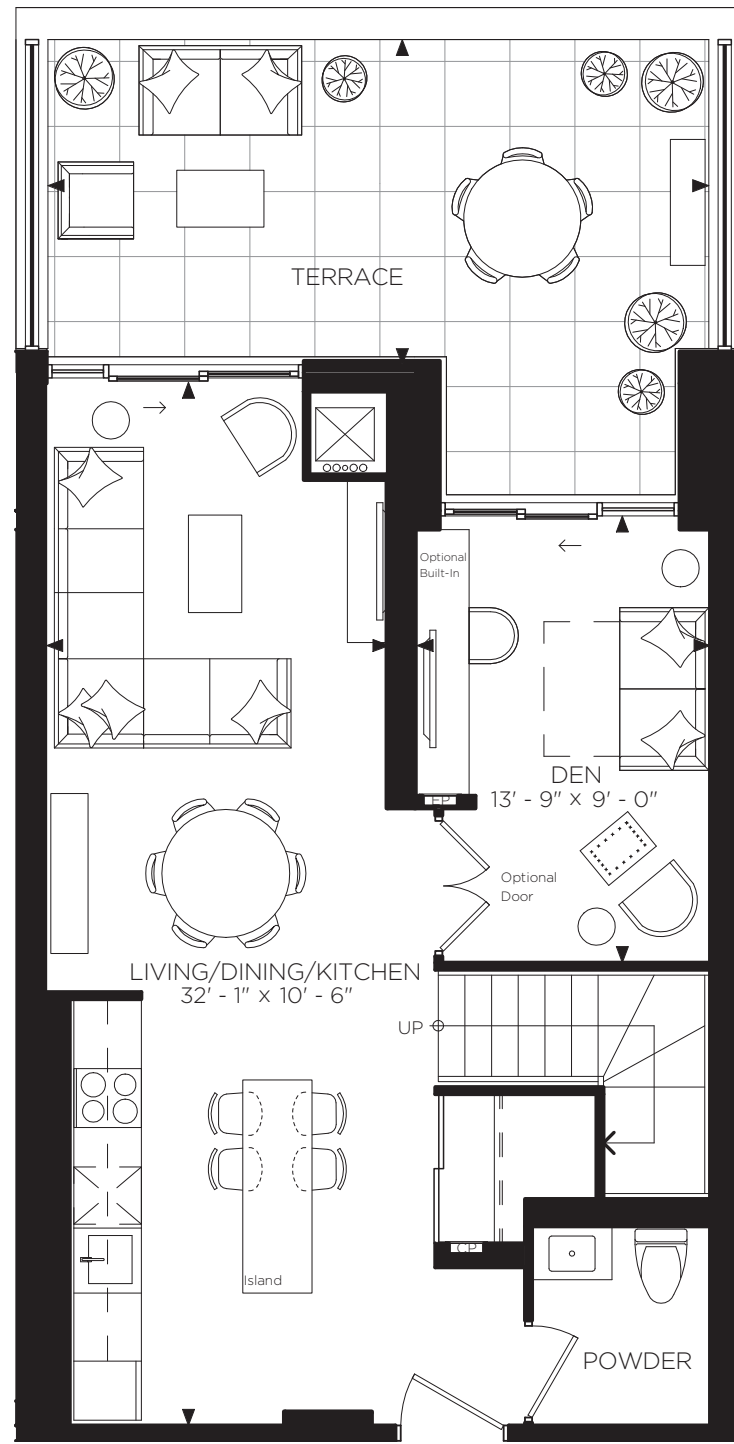 TERRACE
Optional
Built-In
DEN
13' - 9" x 9' - 0"
EP
Optional
Door
LIVING/DINING/KITCHEN
32' - 1" x 10' - 6"
UP
CP
Island
POWDER